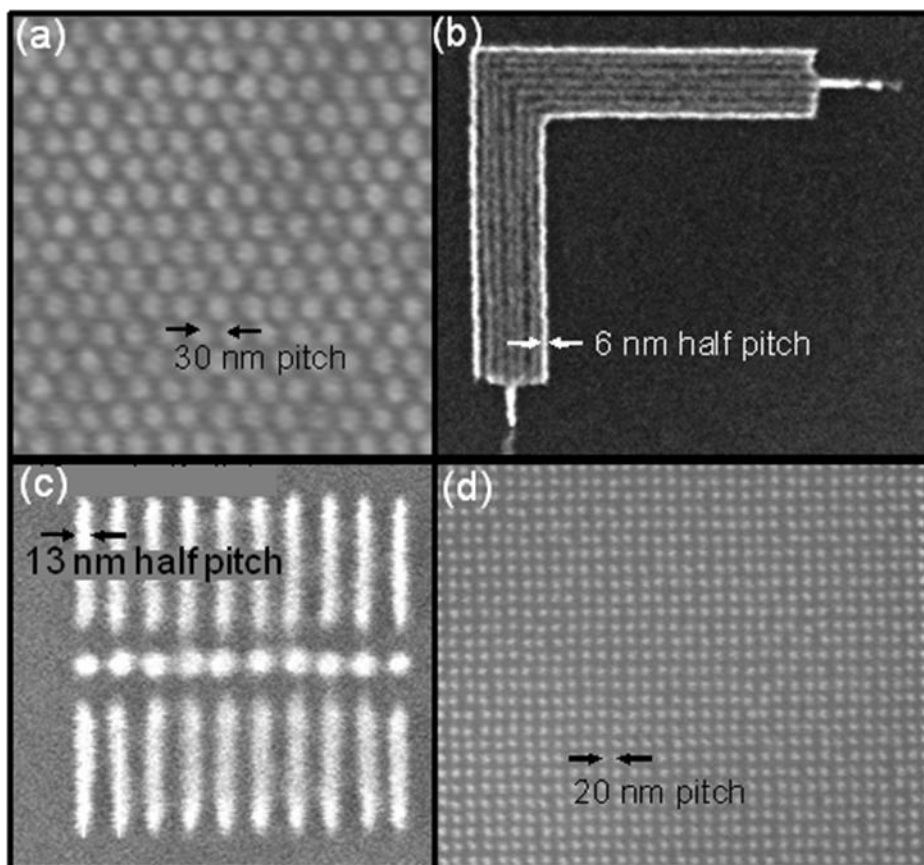 (a)
30 nm pitch
(b)
6 nm half pitch
(c)
13 nm half pitch
(d)
20 nm pitch